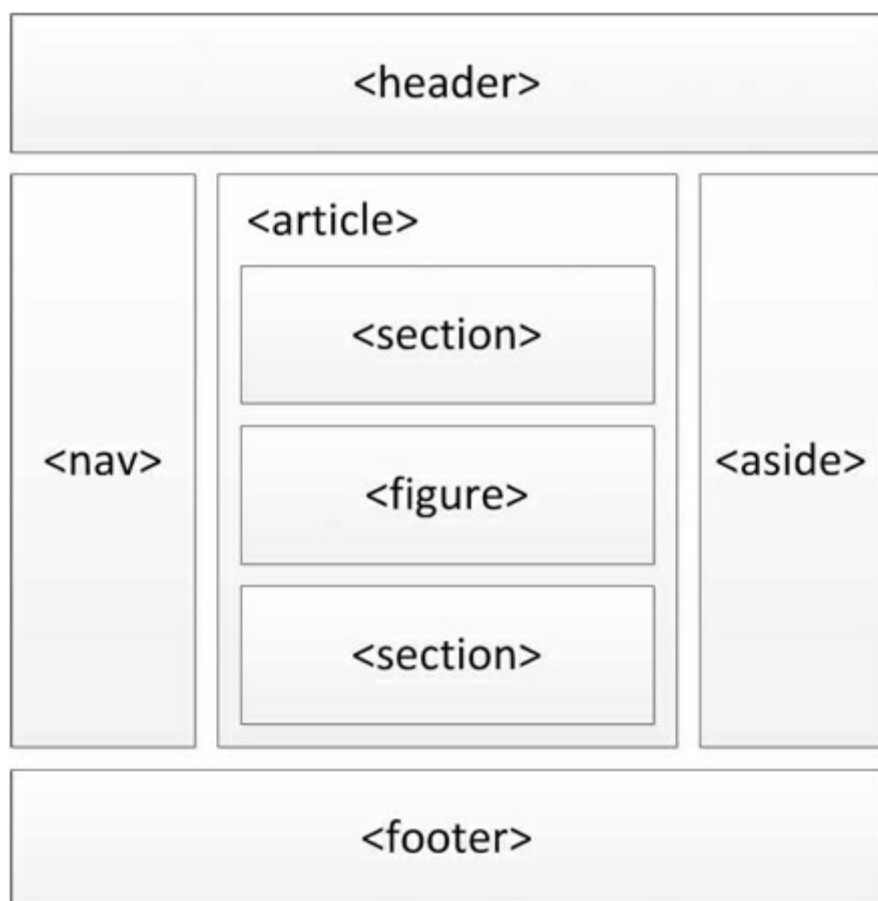 <header>
<nav>
<article>
<section>
<figure>
<section>
<aside>
<footer>